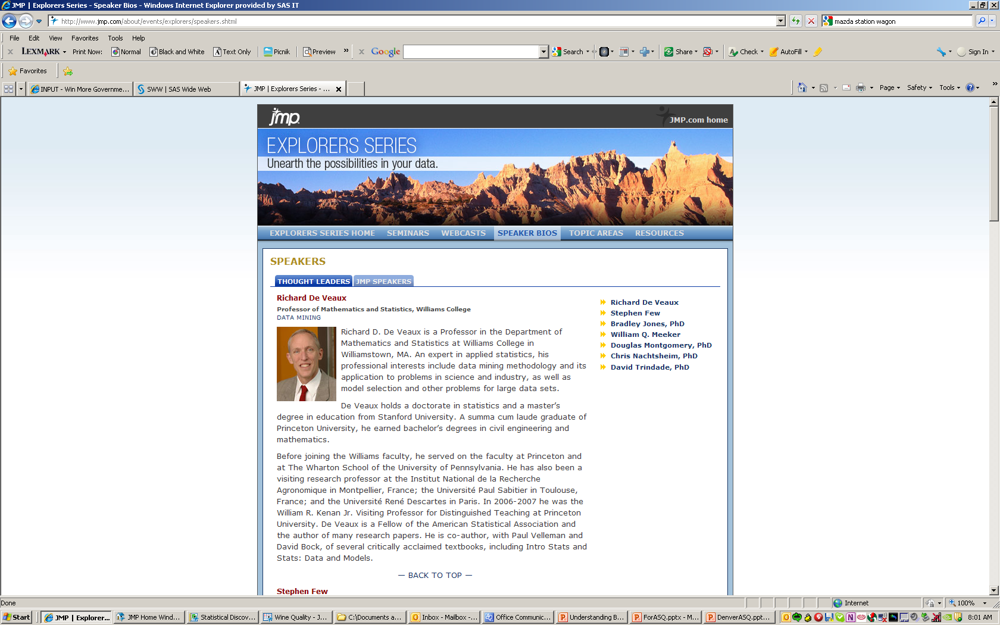 JMP | Explorers Series - Speaker Bios - Windows Internet Explorer provided by SAS IT
http://www.jmp.com/about/events/explorers/speakers.shtml
mazda station wagon
File Edit View Favorites Tools Help
LEXMARK Print Now: Normal Black and White Text Only Picnik Preview » Google Search Share Check AutoFill Sign In
Favorites
INPUT - Win More Governme... SWW | SAS Wide Web JMP | Explorers Series - ... Page Safety Tools »
jmp
JMP.com home
EXPLORERS SERIES
Unearth the possibilities in your data.
EXPLORERS SERIES HOME SEMINARS WEBCASTS SPEAKER BIOS TOPIC AREAS RESOURCES
SPEAKERS
THOUGHT LEADERS JMP SPEAKERS
Richard De Veaux
Professor of Mathematics and Statistics, Williams College
DATA MINING
Richard D. De Veaux is a Professor in the Department of
Mathematics and Statistics at Williams College in
Williamstown, MA. An expert in applied statistics, his
professional interests include data mining methodology and its
application to problems in science and industry, as well as
model selection and other problems for large data sets.
De Veaux holds a doctorate in statistics and a master's
degree in education from Stanford University. A summa cum laude graduate of
Princeton University, he earned bachelor's degrees in civil engineering and
mathematics.
Before joining the Williams faculty, he served on the faculty at Princeton and
at The Wharton School of the University of Pennsylvania. He has also been a
visiting research professor at the Institut National de la Recherche
Agronomique in Montpellier, France; the Université Paul Sabitier in Toulouse,
France; and the Université René Descartes in Paris. In 2006-2007 he was the
William R. Kenan Jr. Visiting Professor for Distinguished Teaching at Princeton
University. De Veaux is a Fellow of the American Statistical Association and
the author of many research papers. He is co-author, with Paul Velleman and
David Bock, of several critically acclaimed textbooks, including Intro Stats and
Stats: Data and Models.
— BACK TO TOP —
Stephen Few
Richard De Veaux
Stephen Few
Bradley Jones, PhD
William Q. Meeker
Douglas Montgomery, PhD
Chris Nachtsheim, PhD
David Trindade, PhD
Done
Internet
100%
Start JMP | Explorer... JMP Home Wind... Statistical Discov... Wine Quality - J... C:\Documents a... Inbox - Mailbox -... Office Communic... Understanding B... ForASQ.pptx - M... DenverASQ.ppt... 8:01 AM